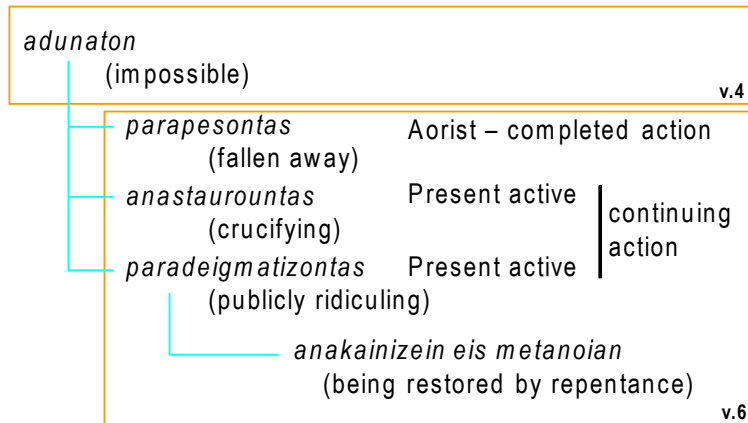 adunaton
(impossible)
v.4
parapesontas Aorist – completed action
(fallen away)
anastaurountas Present active
(crucifying)
continuing
action
paradeigmatizontas Present active
(publicly ridiculing)
anakainizein eis metanoian
(being restored by repentance)
v.6